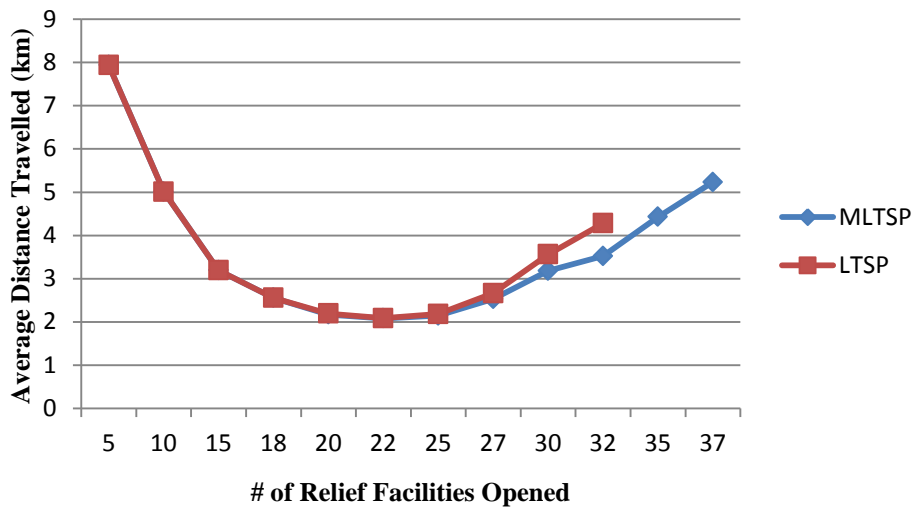 Average Distance Travelled (km)
9
8
7
6
5
4
3
2
1
0
5 10 15 18 20 22 25 27 30 32 35 37
# of Relief Facilities Opened
MLTSP
LTSP